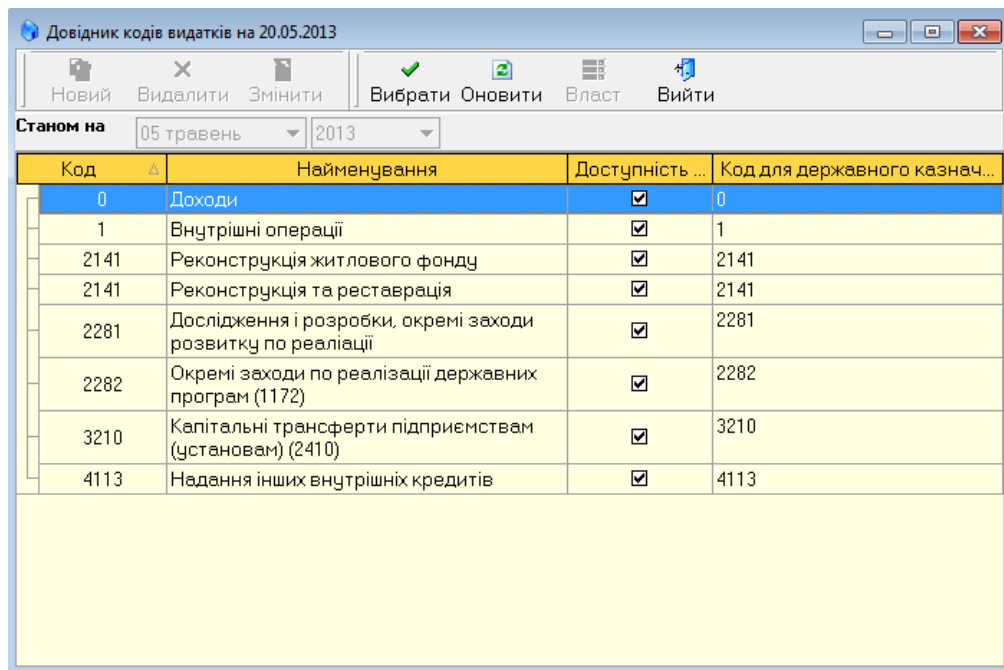 Довідник кодів видатків на 20.05.2013
Новий Видалити Змінити Вибрати Оновити Власт Вийти
Станом на 05 травень 2013
Код Найменування Доступність ... Код для державного казнач...
0 Доходи 0
1 Внутрішні операції 1
2141 Реконструкція житлового фонду 2141
2141 Реконструкція та реставрація 2141
2281 Дослідження і розробки, окремі заходи 2281
розвитку по реаліації
2282 Окремі заходи по реалізації державних 2282
програм (1172)
3210 Капітальні трансферти підприємствам 3210
(установам) (2410)
4113 Надання інших внутрішніх кредитів 4113